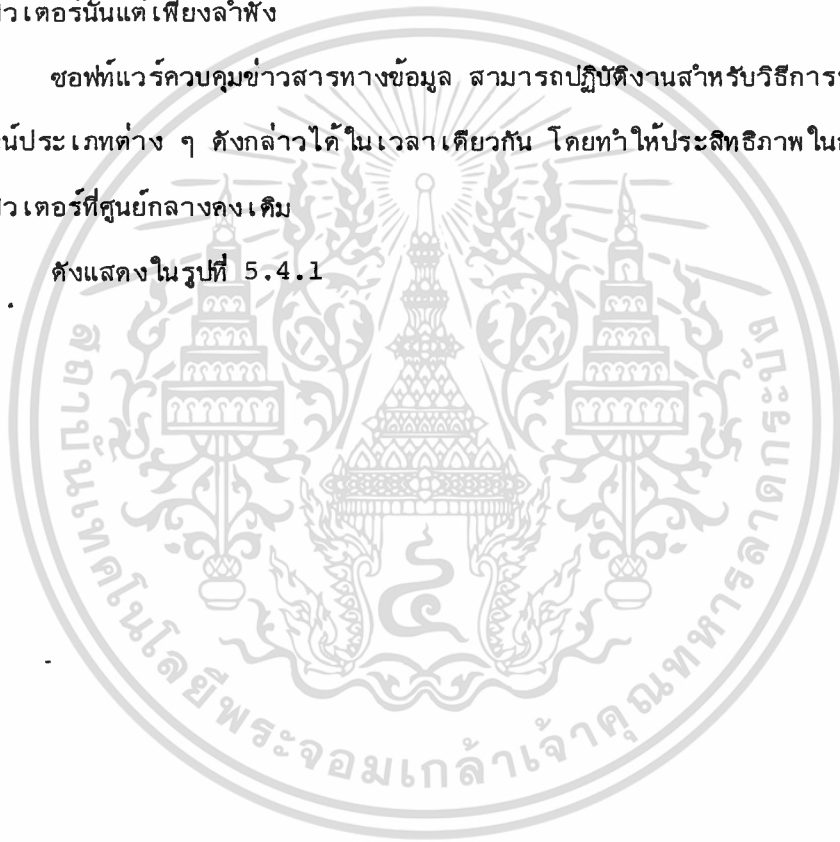 วเตอร์นั้นแต่เพียงลำพัง
ซอฟท์แวร์ควบคุมข่าวสารทางข้อมูล สามารถปฏิบัติงานสำหรับวิธีการ
น์ประเภทต่าง ๆ ดังกล่าวได้ในเวลาเดียวกัน โดยทำให้ประสิทธิภาพใน
วเตอร์ที่ศูนย์กลางคงเดิม
ดังแสดงในรูปที่ 5.4.1
สถาบันเทคโนโลยีพระจอมเกล้าเจ้าคุณทหารลาดกระบัง